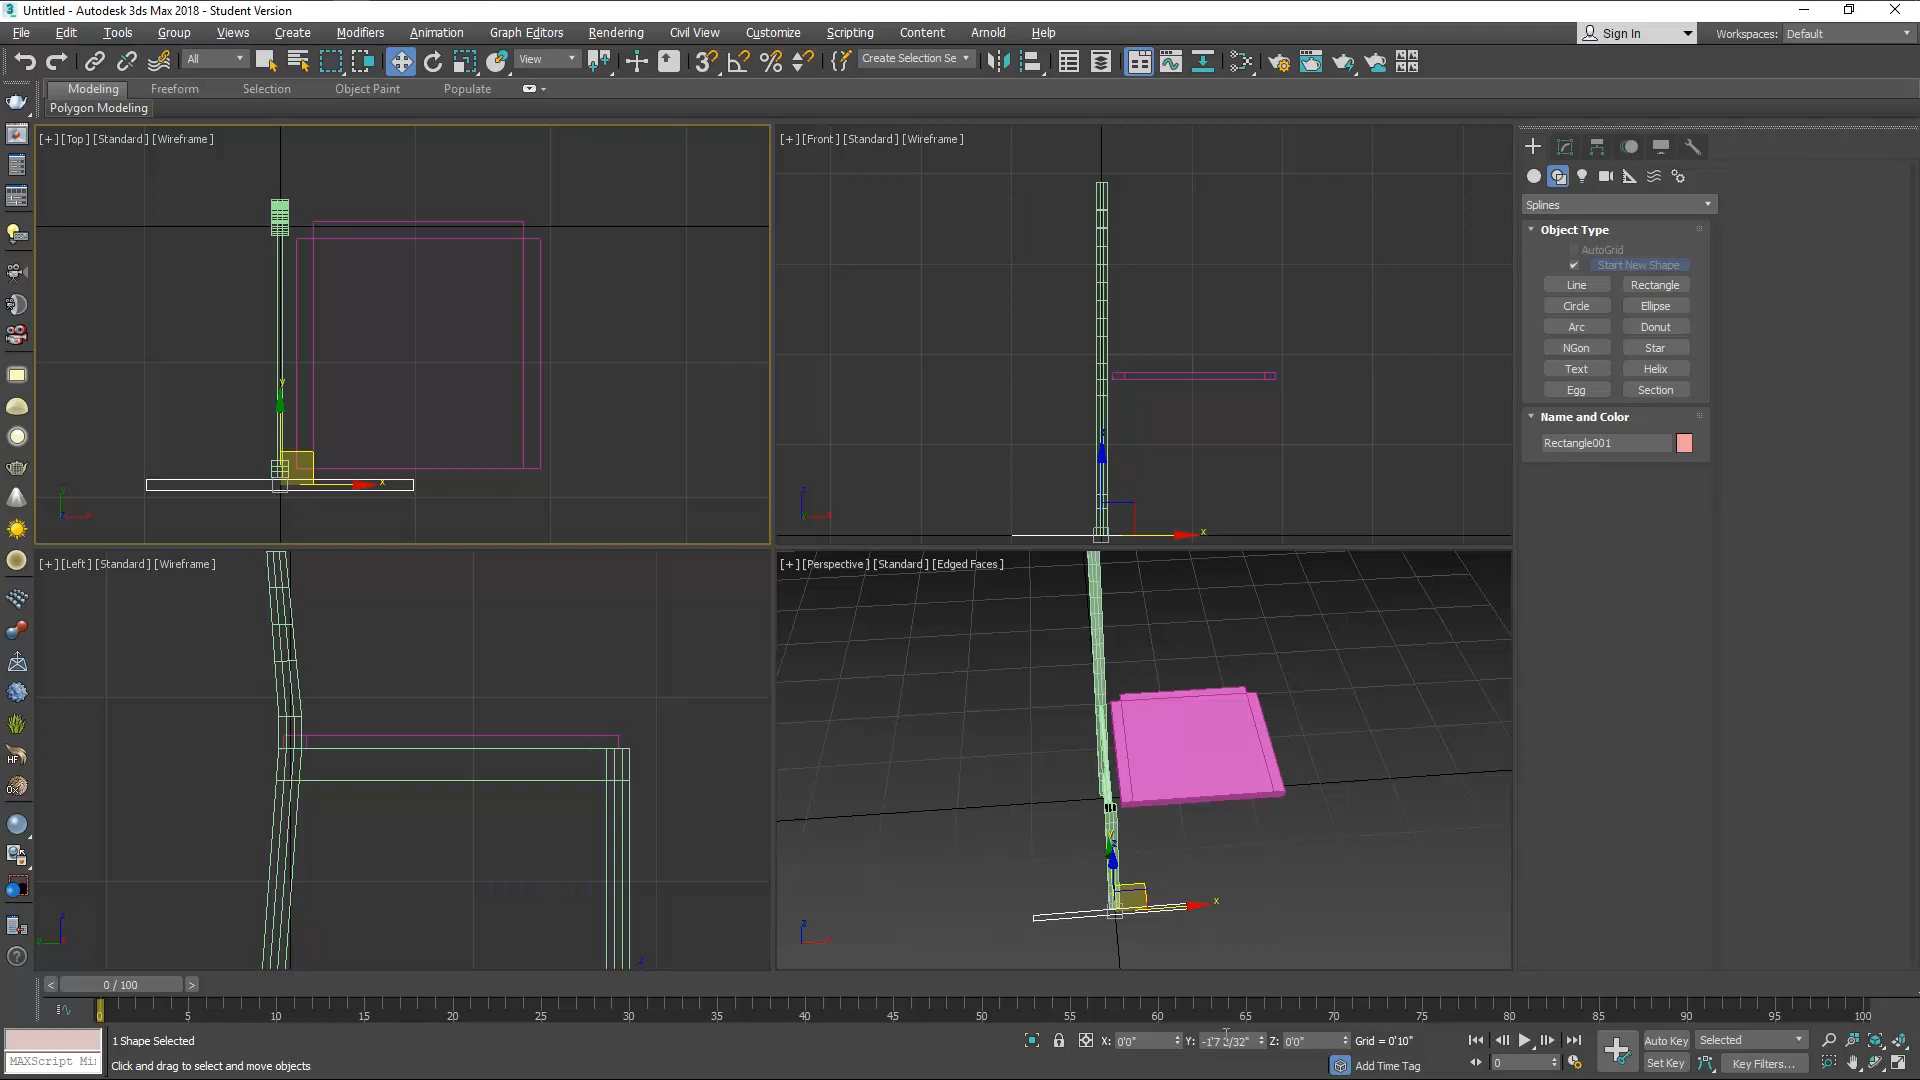 Untitled - Autodesk 3ds Max 2018 - Student Version
File Edit Tools Group Views Create Modifiers Animation Graph Editors Rendering Civil View Customize Scripting Content Arnold Help Sign In Workspaces: Default
All View Create Selection Se
Modeling Freeform Selection Object Paint Populate
Polygon Modeling
[+] [Top] [Standard] [Wireframe]
[+] [Front] [Standard] [Wireframe]
Splines
Object Type
AutoGrid
Start New Shape
Line Rectangle
Circle Ellipse
Arc Donut
NGon Star
Text Helix
Egg Section
Name and Color
Rectangle001
[+] [Left] [Standard] [Wireframe]
[+] [Perspective] [Standard] [Edged Faces]
< 0 / 100 >
0 5 10 15 20 25 30 35 40 45 50 55 60 65 70 75 80 85 90 95 100
1 Shape Selected X: 0'0" Y: -1'7 3/32" Z: 0'0" Grid = 0'10" Auto Key Selected
MAXScript Min Click and drag to select and move objects Add Time Tag 0 Set Key Key Filters...